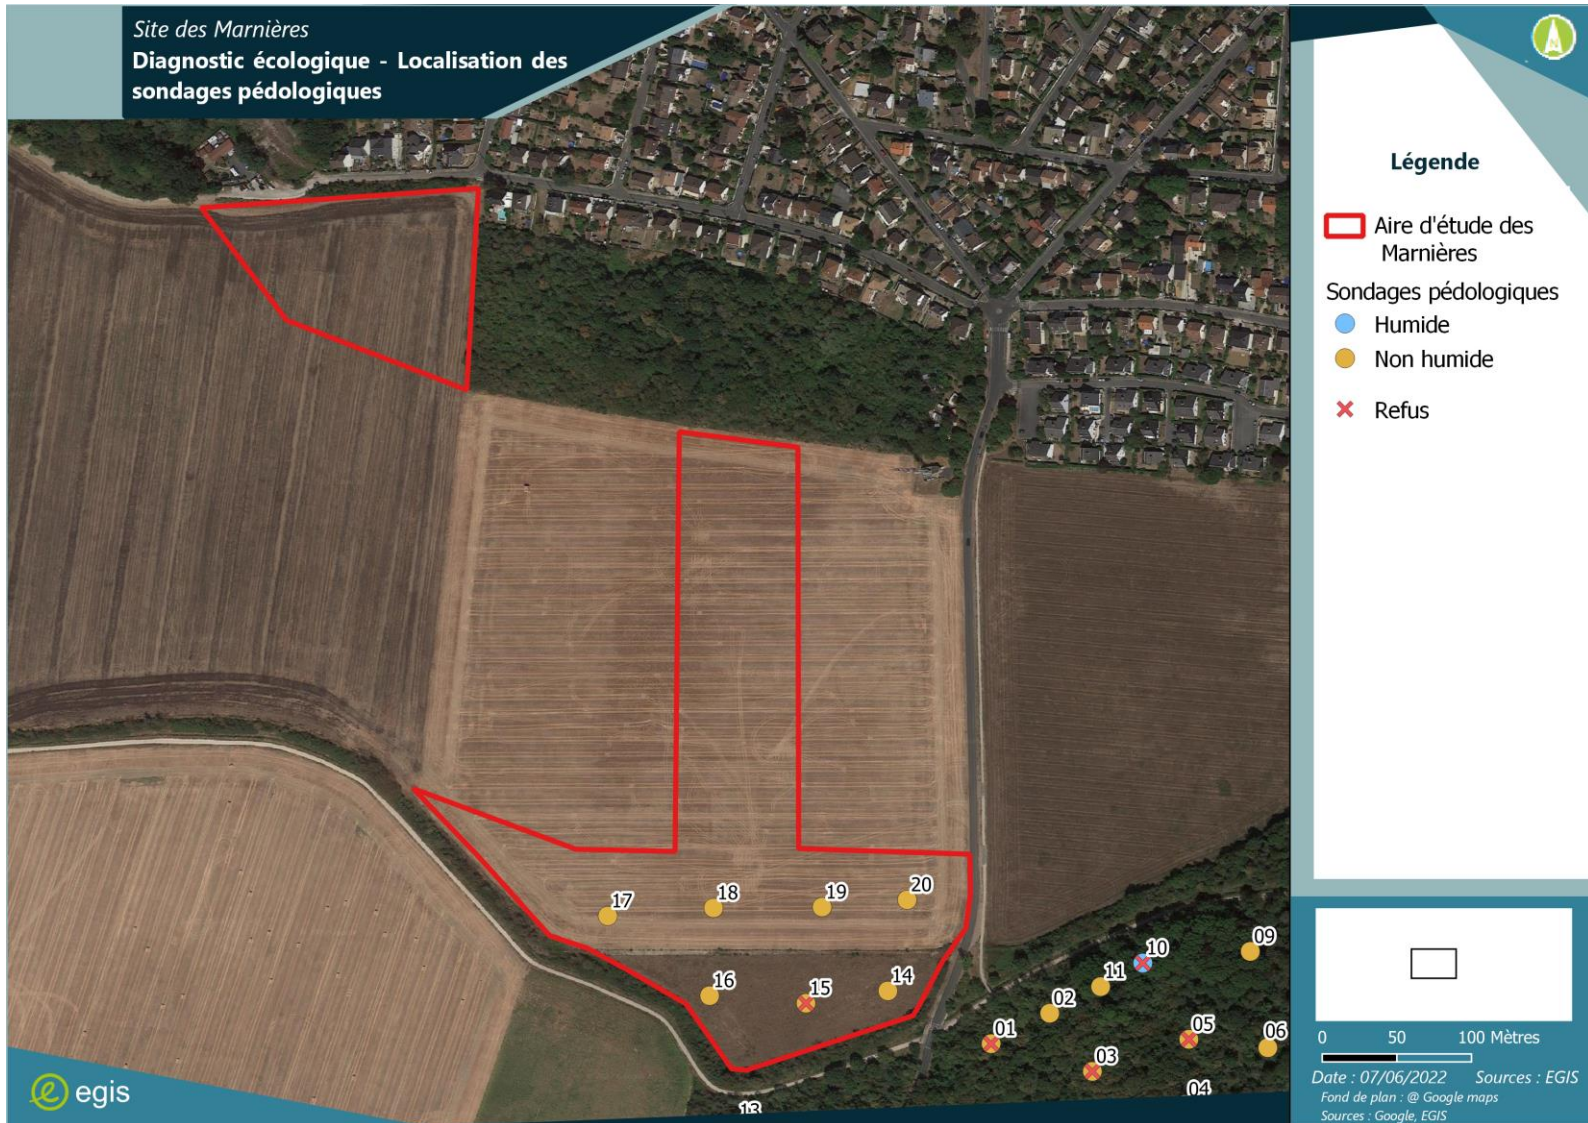 Site des Marnières
Diagnostic écologique - Localisation des
sondages pédologiques
Légende
Aire d'étude des
Marnières
Sondages pédologiques
Humide
Non humide
Refus
17
18
19
20
16
15
14
10
09
11
02
01
05
06
03
04
13
0 50 100 Mètres
Date : 07/06/2022 Sources : EGIS
Fond de plan : @ Google maps
Sources : Google, EGIS
egis